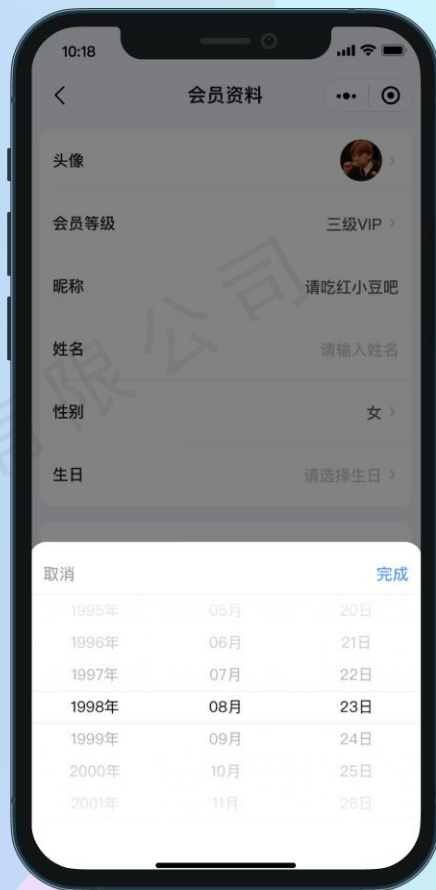 10:18
会员资料
头像
会员等级 三级VIP
昵称 请吃红小豆吧
姓名 请输入姓名
性别 女
生日 请选择生日
取消 完成
1995年 05月 20日
1996年 06月 21日
1997年 07月 22日
1998年 08月 23日
1999年 09月 24日
2000年 10月 25日
2001年 11月 26日
有限公司